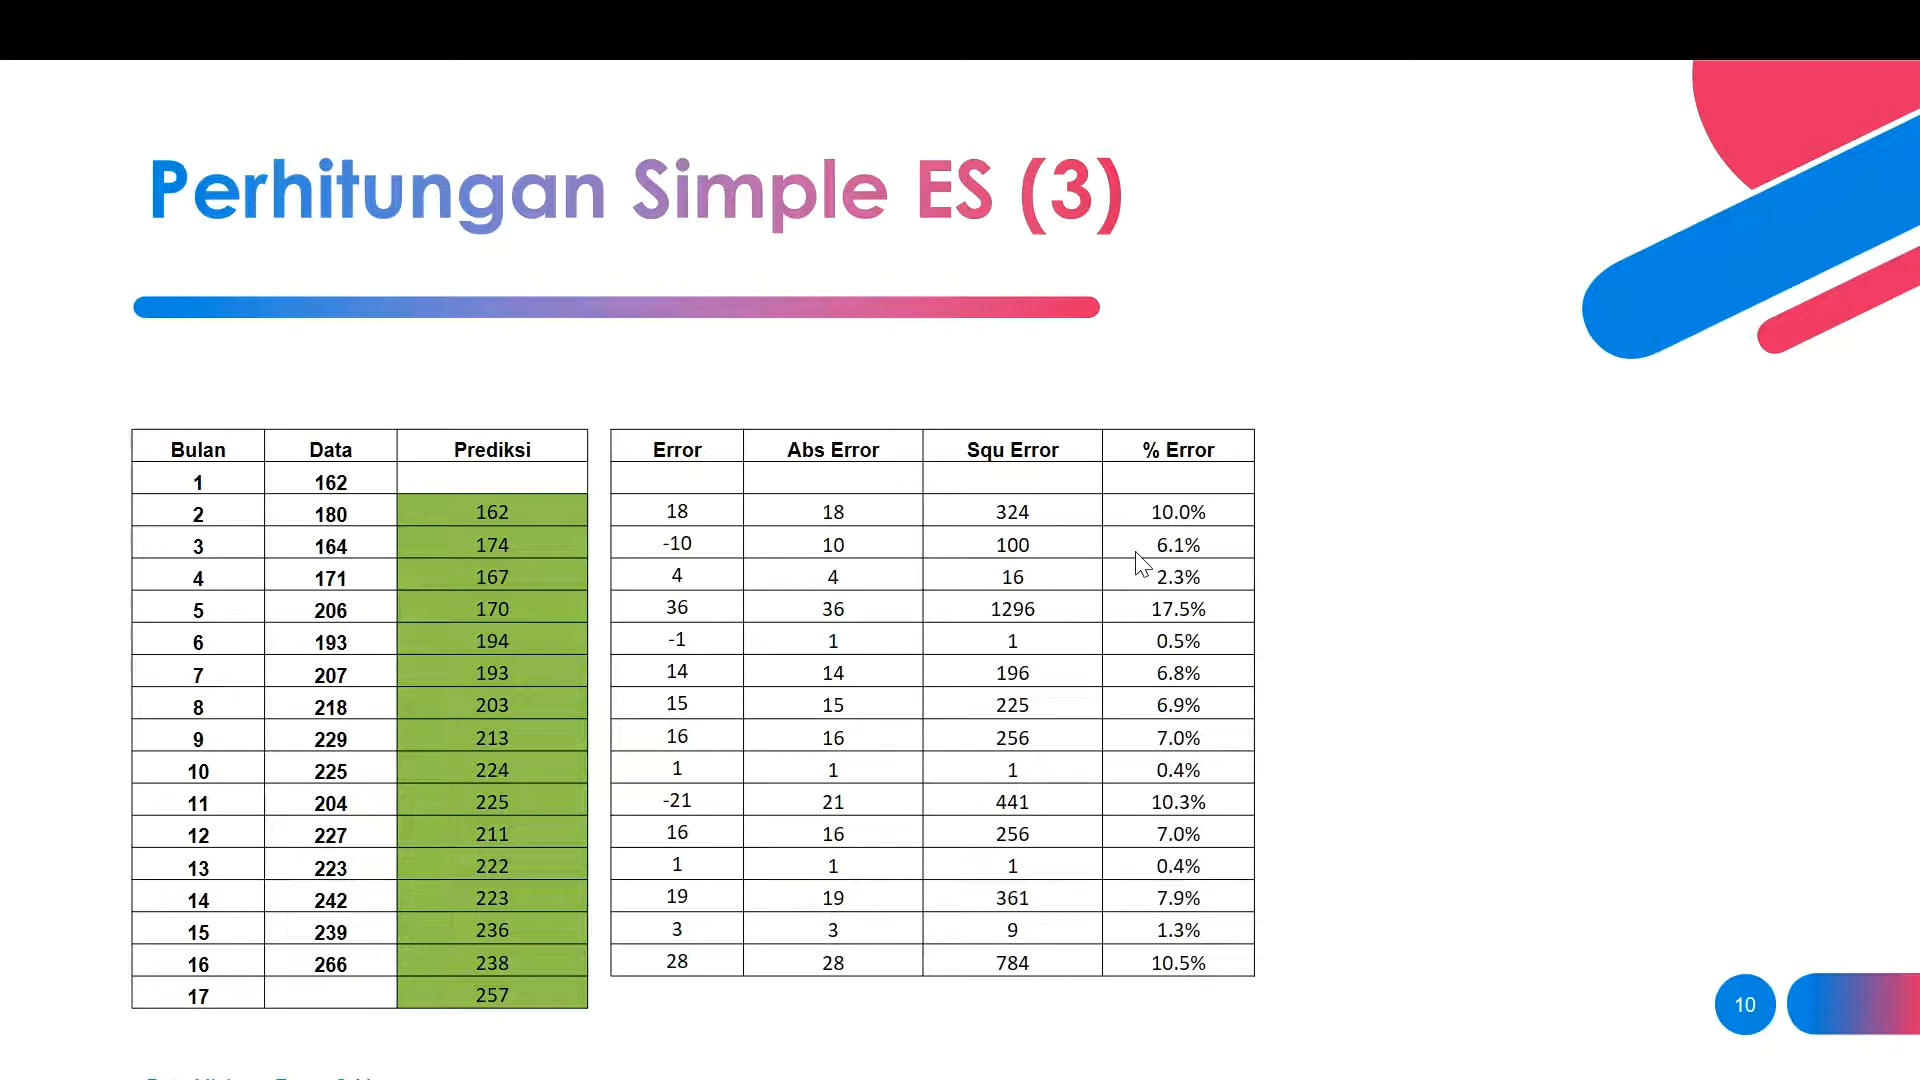 Perhitungan Simple ES (3)
Bulan Data Prediksi Error Abs Error Squ Error % Error
1 162
2 180 162 18 18 324 10.0%
3 164 174 -10 10 100 6.1%
4 171 167 4 4 16 2.3%
5 206 170 36 36 1296 17.5%
6 193 194 -1 1 1 0.5%
7 207 193 14 14 196 6.8%
8 218 203 15 15 225 6.9%
9 229 213 16 16 256 7.0%
10 225 224 1 1 1 0.4%
11 204 225 -21 21 441 10.3%
12 227 211 16 16 256 7.0%
13 223 222 1 1 1 0.4%
14 242 223 19 19 361 7.9%
15 239 236 3 3 9 1.3%
16 266 238 28 28 784 10.5%
17 257
10